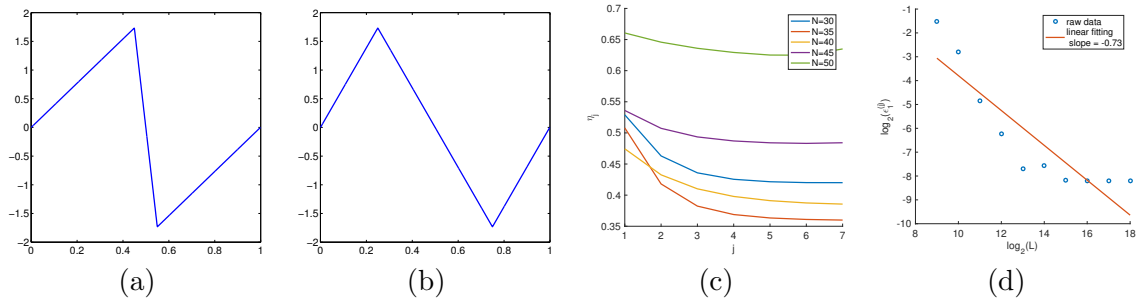 2
1.5
1
0.5
0
−0.5
−1
−1.5
−2
0 0.2 0.4 0.6 0.8 1
(a)
2
1.5
1
0.5
0
−0.5
−1
−1.5
−2
0 0.2 0.4 0.6 0.8 1
(b)
0.7
0.65
0.6
0.55
0.5
0.45
0.4
0.35
ηj
N=30
N=35
N=40
N=45
N=50
1 2 3 4 5 6 7
j
(c)
-1
-2
-3
-4
-5
-6
-7
-8
-9
-10
log2(ϵ1(j))
raw data
linear fitting
slope = -0.73
8 10 12 14 16 18
log2(L)
(d)